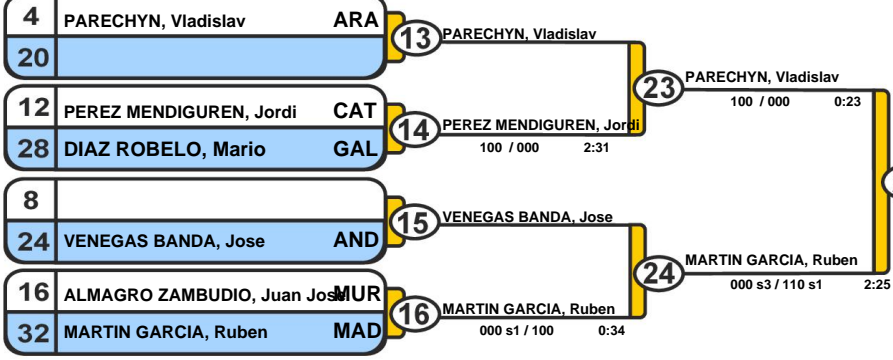 4 PARECHYN, Vladislav ARA
20
13 PARECHYN, Vladislav
12 PEREZ MENDIGUREN, Jordi CAT
28 DIAZ ROBELO, Mario GAL
14 PEREZ MENDIGUREN, Jordi
100 / 000 2:31
23 PARECHYN, Vladislav
100 / 000 0:23
8
24 VENEGAS BANDA, Jose AND
15 VENEGAS BANDA, Jose
16 ALMAGRO ZAMBUDIO, Juan Jose MUR
32 MARTIN GARCIA, Ruben MAD
16 MARTIN GARCIA, Ruben
000 s1 / 100 0:34
24 MARTIN GARCIA, Ruben
000 s3 / 110 s1 2:25